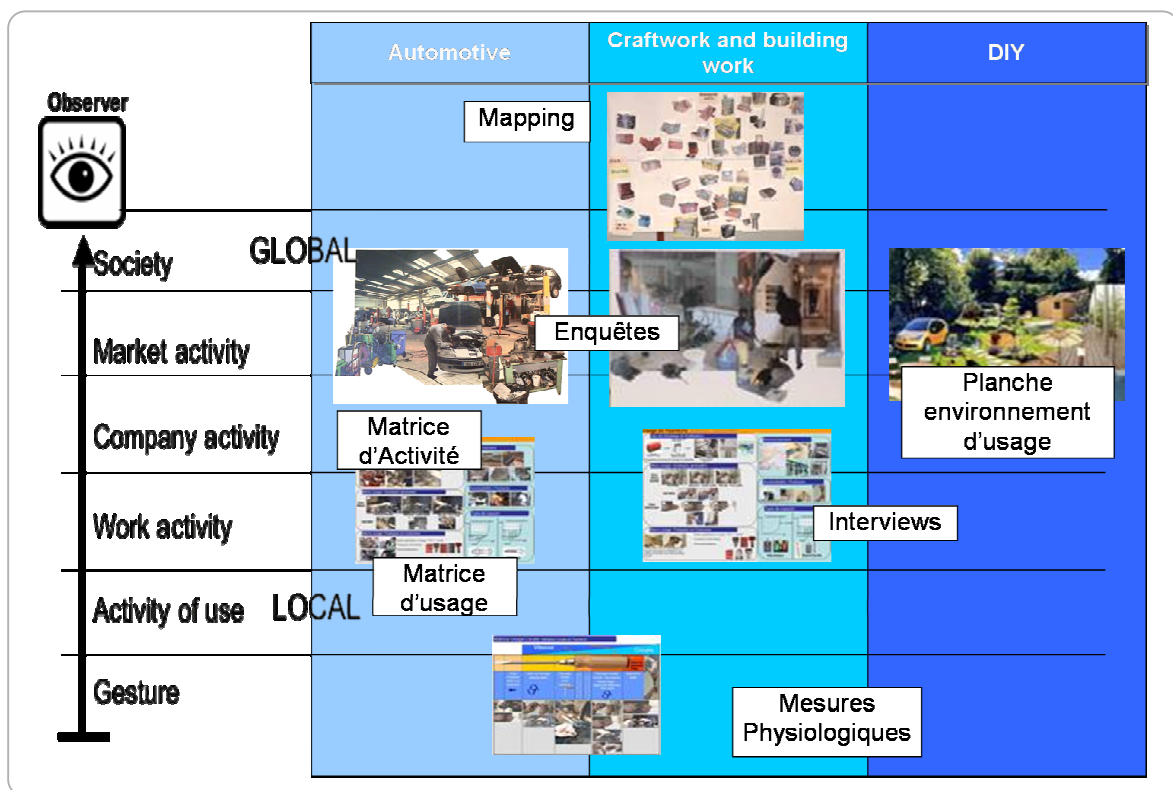 Automotive
Craftwork and building
work
DIY
Observer
Mapping
GLOBAL
Society
Enquêtes
Market activity
Planche
environnement
d'usage
Matrice
d'Activité
Company activity
Interviews
Work activity
Matrice
d'usage
Activity of use
LOCAL
Gesture
Mesures
Physiologiques